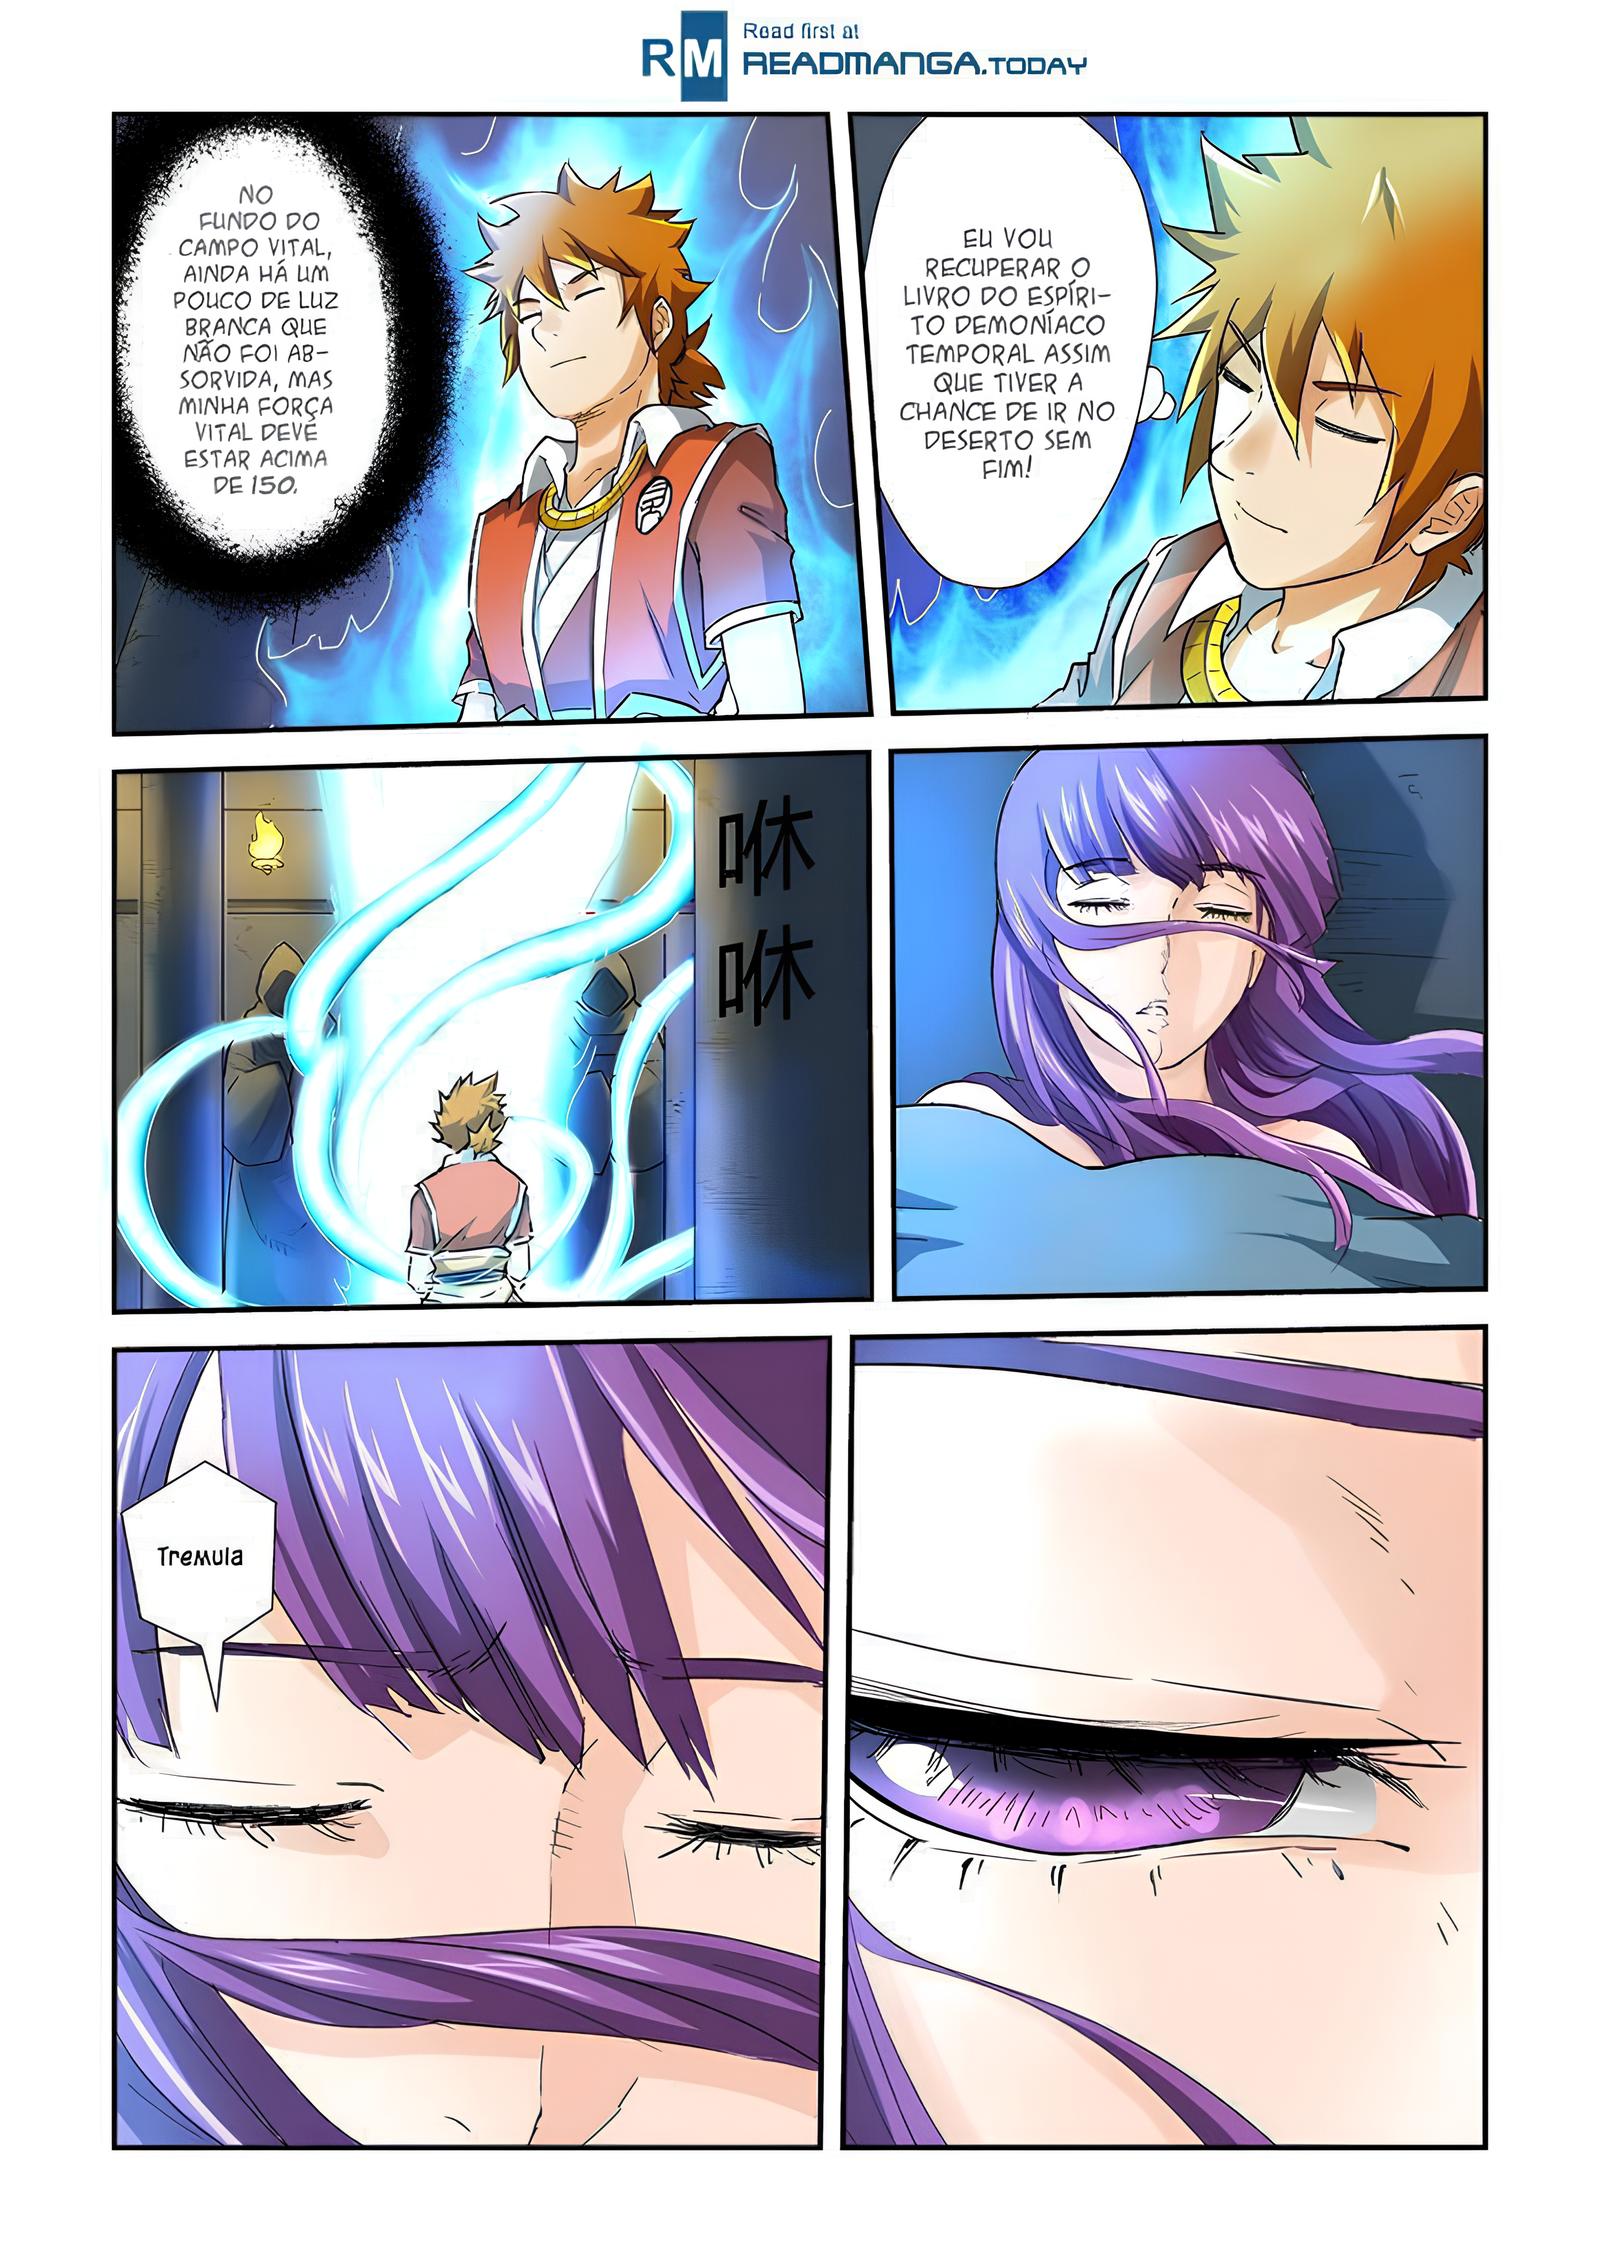 RM
Read first at
READMANGA.TODAY
NO
FUNDO DO
CAMPO VITAL,
AINDA HÁ UM
POUCO DE LUZ
BRANCA QUE
NÃO FOI AB-
SORVIDA, MAS
MINHA FORÇA
VITAL DEVE
ESTAR ACIMA
DE 150.
EU VOU
RECUPERAR O
LIVRO DO ESPÍRI-
TO DEMONÍACO
TEMPORAL ASSIM
QUE TIVER A
CHANCE DE IR NO
DESERTO SEM
FIM!
咻
咻
Tremula